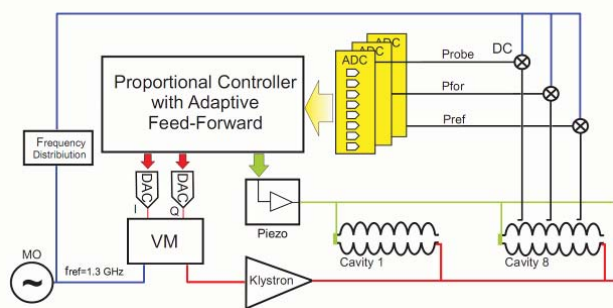 ADC
ADC
ADC
DC
Probe
Pfor
Pref
Proportional Controller
with Adaptive
Feed-Forward
Frequency
Distribiution
DAC
DAC
I
Q
VM
Piezo
MO
~
fref=1.3 GHz
Klystron
Cavity 1
Cavity 8